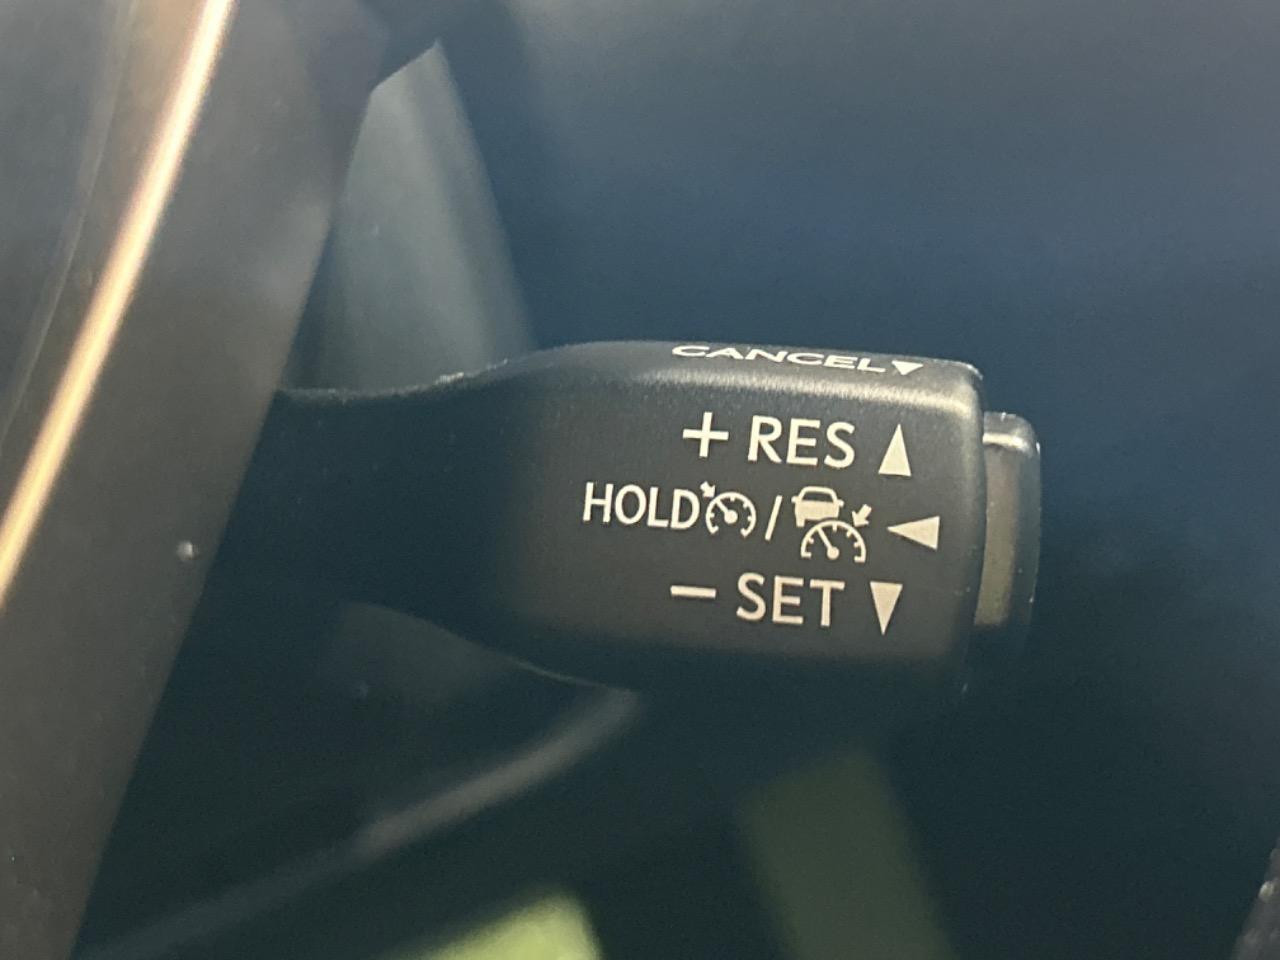 CANCEL▼
+ RES ▲
HOLD / ◀
− SET ▼